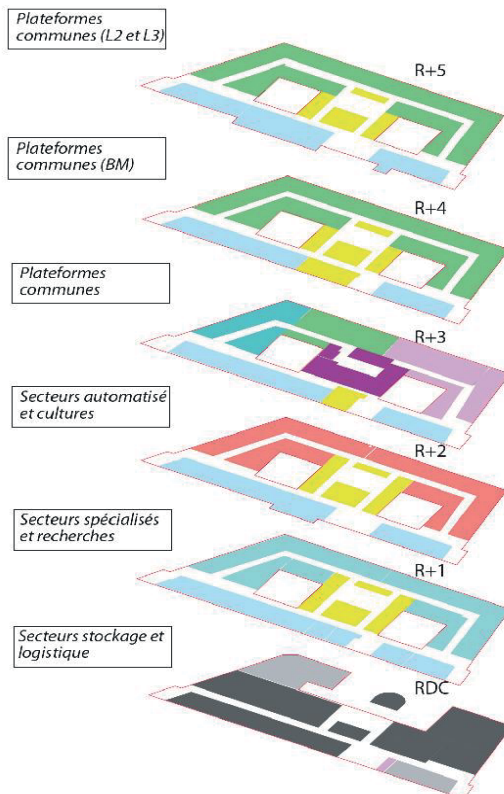 Plateformes
communes (L2 et L3)
R+5
Plateformes
communes (BM)
R+4
Plateformes
communes
R+3
Secteurs automatisé
et cultures
R+2
Secteurs spécialisés
et recherches
R+1
Secteurs stockage et
logistique
RDC